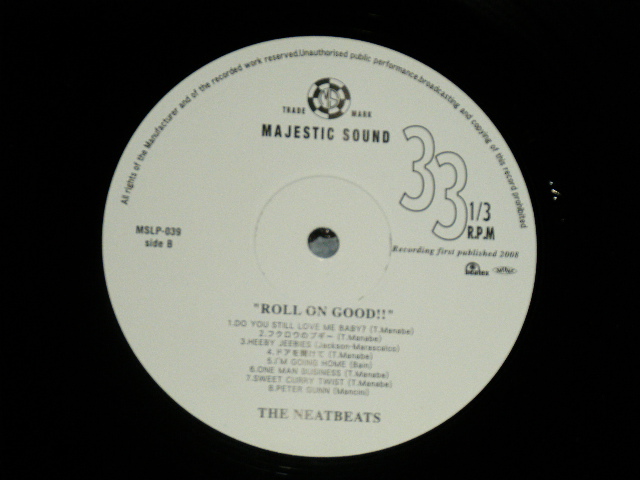 All rights of the Manufacturer and of the recorded work reserved.Unauthorised public performance,broadcasting and copying of this record prohibited
TRADE MARK
MAJESTIC SOUND
33 1/3
R.P.M
MSLP-039
side B
Recording first published 2008
"ROLL ON GOOD!!"
1.DO YOU STILL LOVE ME BABY? (T.Manabe)
2.フクロウのブギー (T.Manabe)
3.HEEBY JEEBIES (Jackson-Marascalco)
4.ドアを開けて (T.Manabe)
5.I'M GOING HOME (Bain)
6.ONE MAN BUSINESS (T.Manabe)
7.SWEET CURRY TWIST (T.Manabe)
8.PETER GUNN (Mancini)
THE NEATBEATS